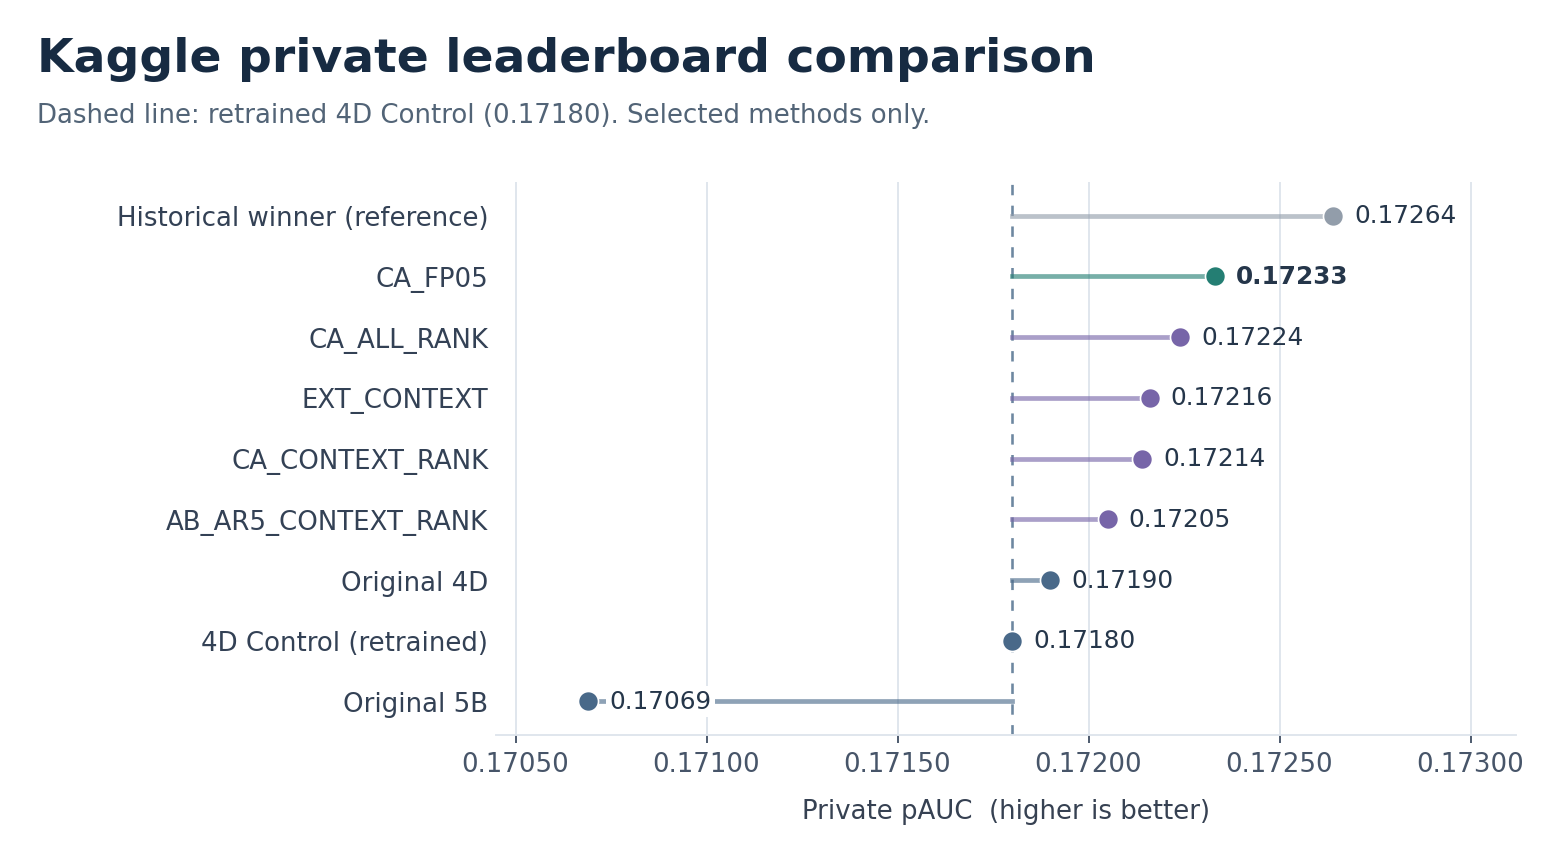 Kaggle private leaderboard comparison
Dashed line: retrained 4D Control (0.17180). Selected methods only.
Historical winner (reference) 0.17264
CA_FP05 0.17233
CA_ALL_RANK 0.17224
EXT_CONTEXT 0.17216
CA_CONTEXT_RANK 0.17214
AB_AR5_CONTEXT_RANK 0.17205
Original 4D 0.17190
4D Control (retrained) 0.17180
Original 5B 0.17069
0.17050 0.17100 0.17150 0.17200 0.17250 0.17300
Private pAUC  (higher is better)